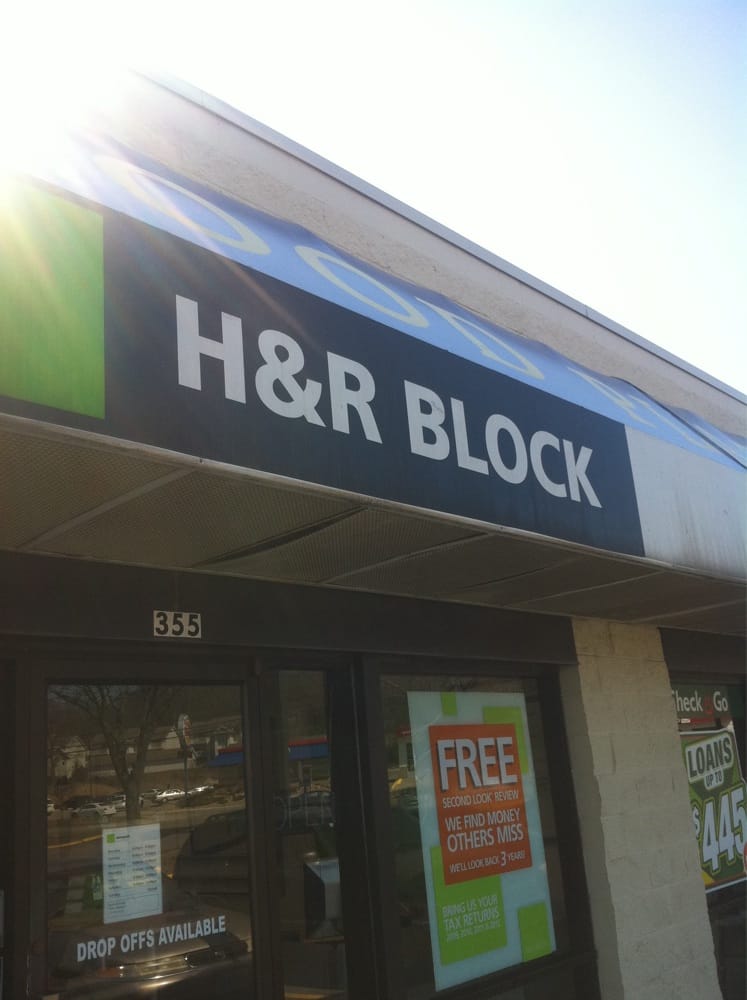 H&R BLOCK
355
DROP OFFS AVAILABLE
FREE
SECOND LOOK REVIEW
WE FIND MONEY
OTHERS MISS
WE'LL LOOK BACK 3 YEARS!
BRING US YOUR
TAX RETURNS
Check Go
LOANS
UP TO
$445